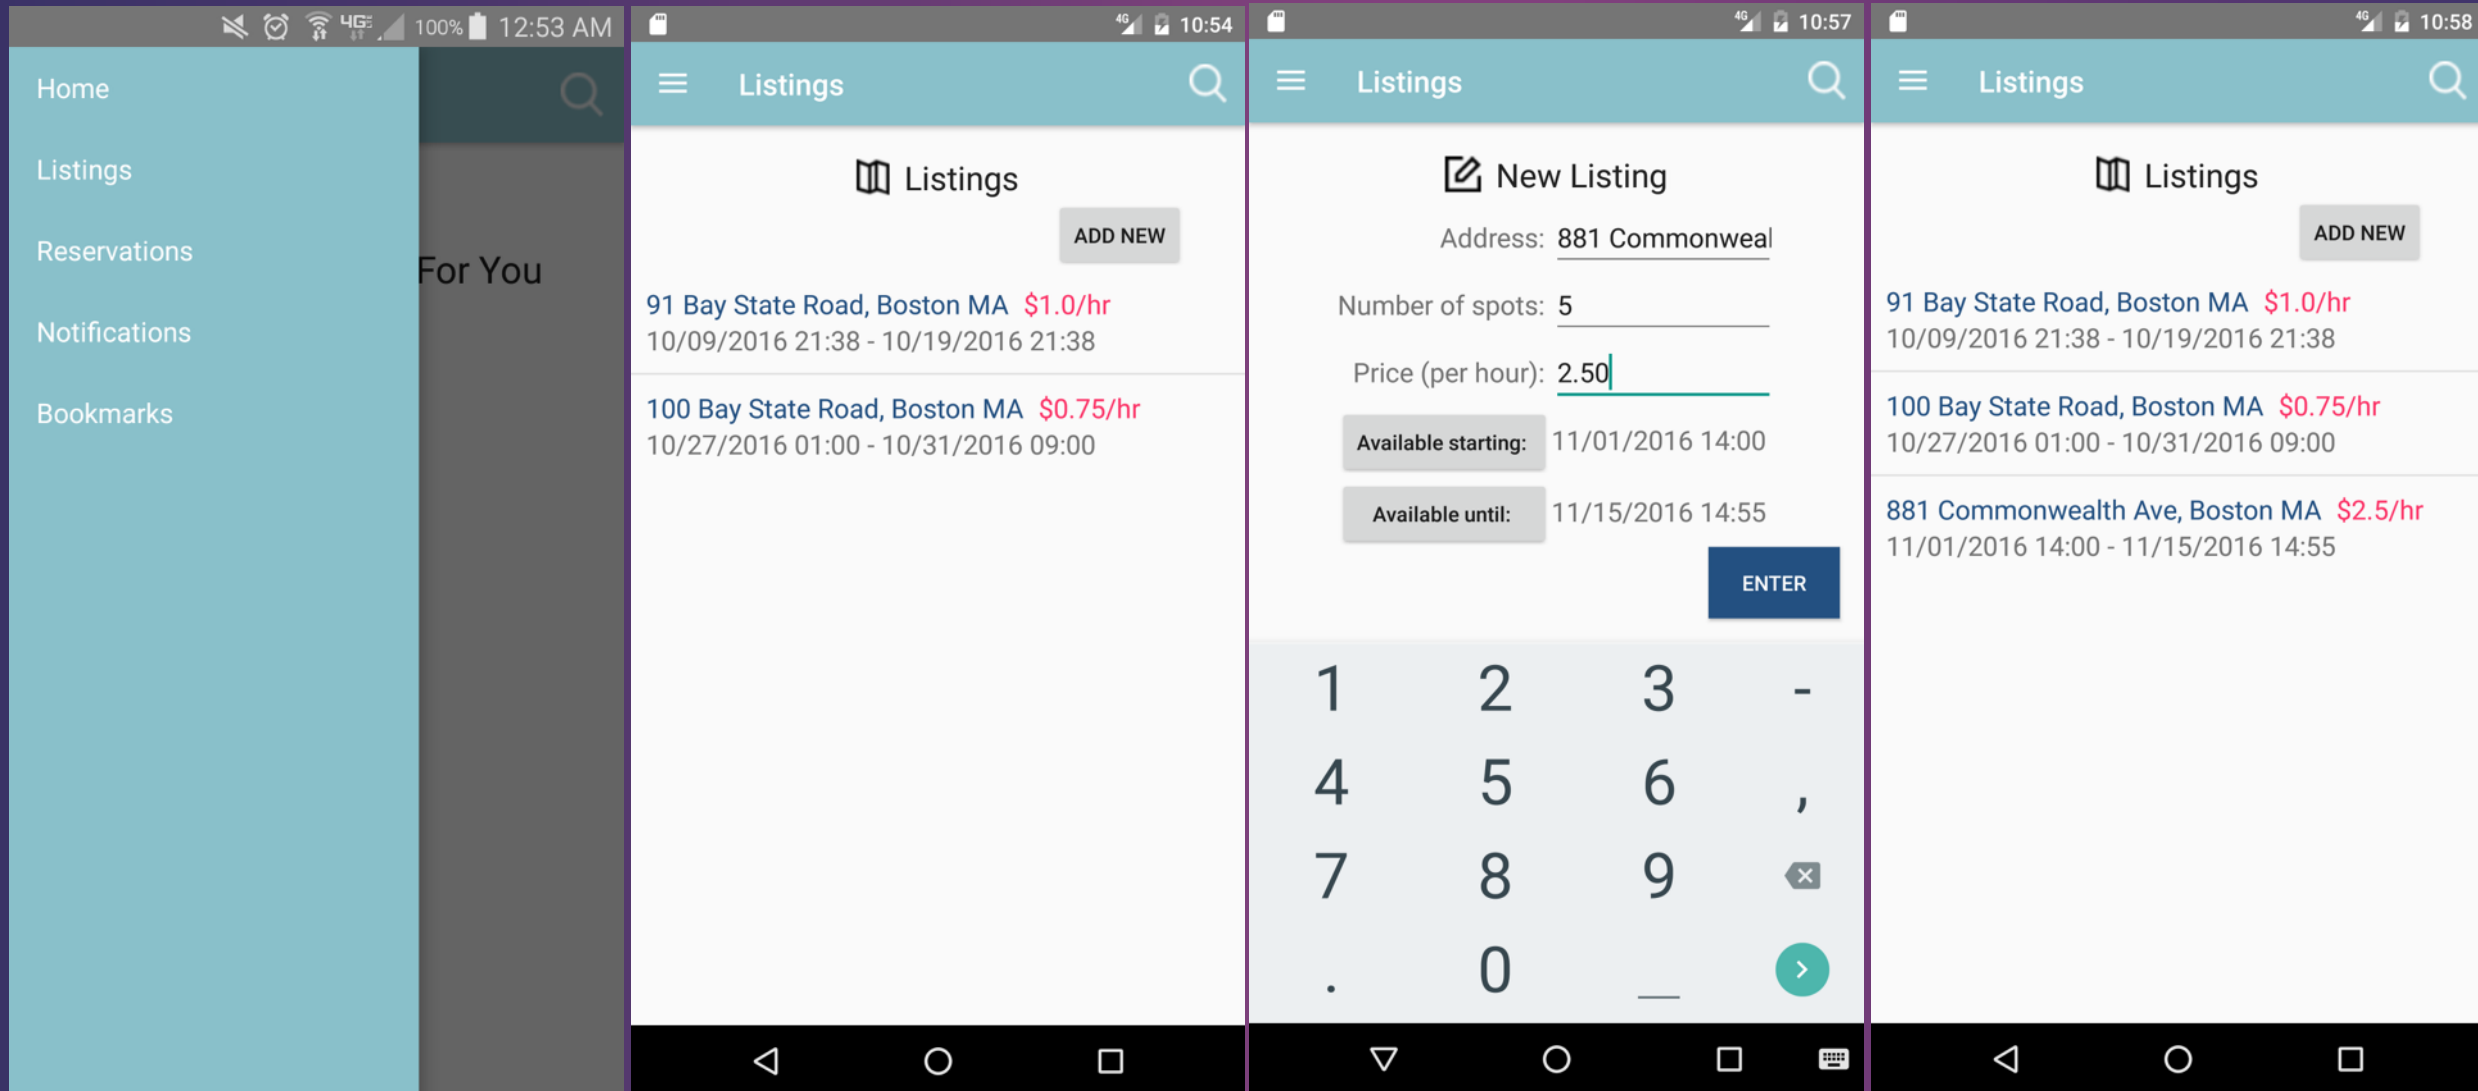 4G 100% 12:53 AM
Home
Listings
Reservations
Notifications
Bookmarks
For You
4G 10:54
Listings
Listings
ADD NEW
91 Bay State Road, Boston MA $1.0/hr
10/09/2016 21:38 - 10/19/2016 21:38
100 Bay State Road, Boston MA $0.75/hr
10/27/2016 01:00 - 10/31/2016 09:00
4G 10:57
Listings
New Listing
Address: 881 Commonweal
Number of spots: 5
Price (per hour): 2.50
Available starting: 11/01/2016 14:00
Available until: 11/15/2016 14:55
ENTER
1 2 3 -
4 5 6 ,
7 8 9
. 0 _
4G 10:58
Listings
Listings
ADD NEW
91 Bay State Road, Boston MA $1.0/hr
10/09/2016 21:38 - 10/19/2016 21:38
100 Bay State Road, Boston MA $0.75/hr
10/27/2016 01:00 - 10/31/2016 09:00
881 Commonwealth Ave, Boston MA $2.5/hr
11/01/2016 14:00 - 11/15/2016 14:55